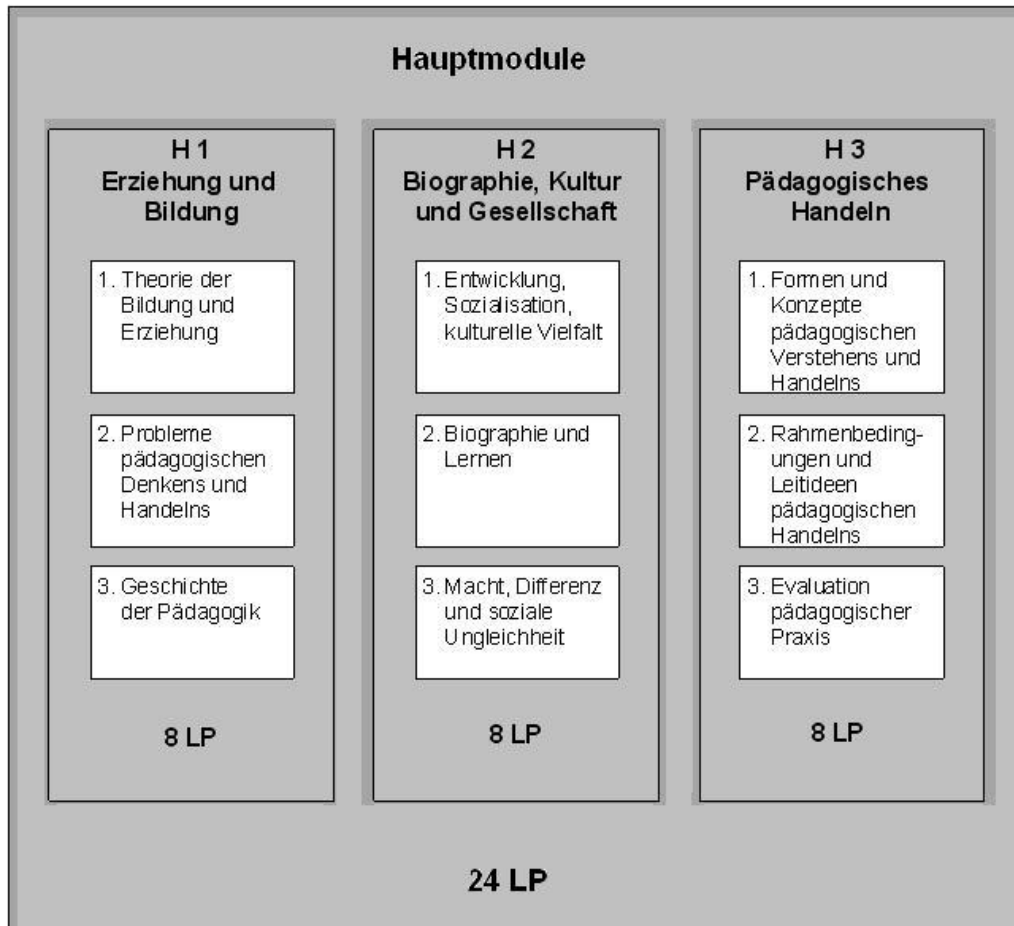 Hauptmodule
H 1
Erziehung und
Bildung
1. Theorie der
Bildung und
Erziehung
2. Probleme
pädagogischen
Denkens und
Handelns
3. Geschichte
der Pädagogik
8 LP
H 2
Biographie, Kultur
und Gesellschaft
1. Entwicklung,
Sozialisation,
kulturelle Vielfalt
2. Biographie und
Lernen
3. Macht, Differenz
und soziale
Ungleichheit
8 LP
H 3
Pädagogisches
Handeln
1. Formen und
Konzepte
pädagogischen
Verstehens und
Handelns
2. Rahmenbeding-
ungen und
Leitideen
pädagogischen
Handelns
3. Evaluation
pädagogischer
Praxis
8 LP
24 LP